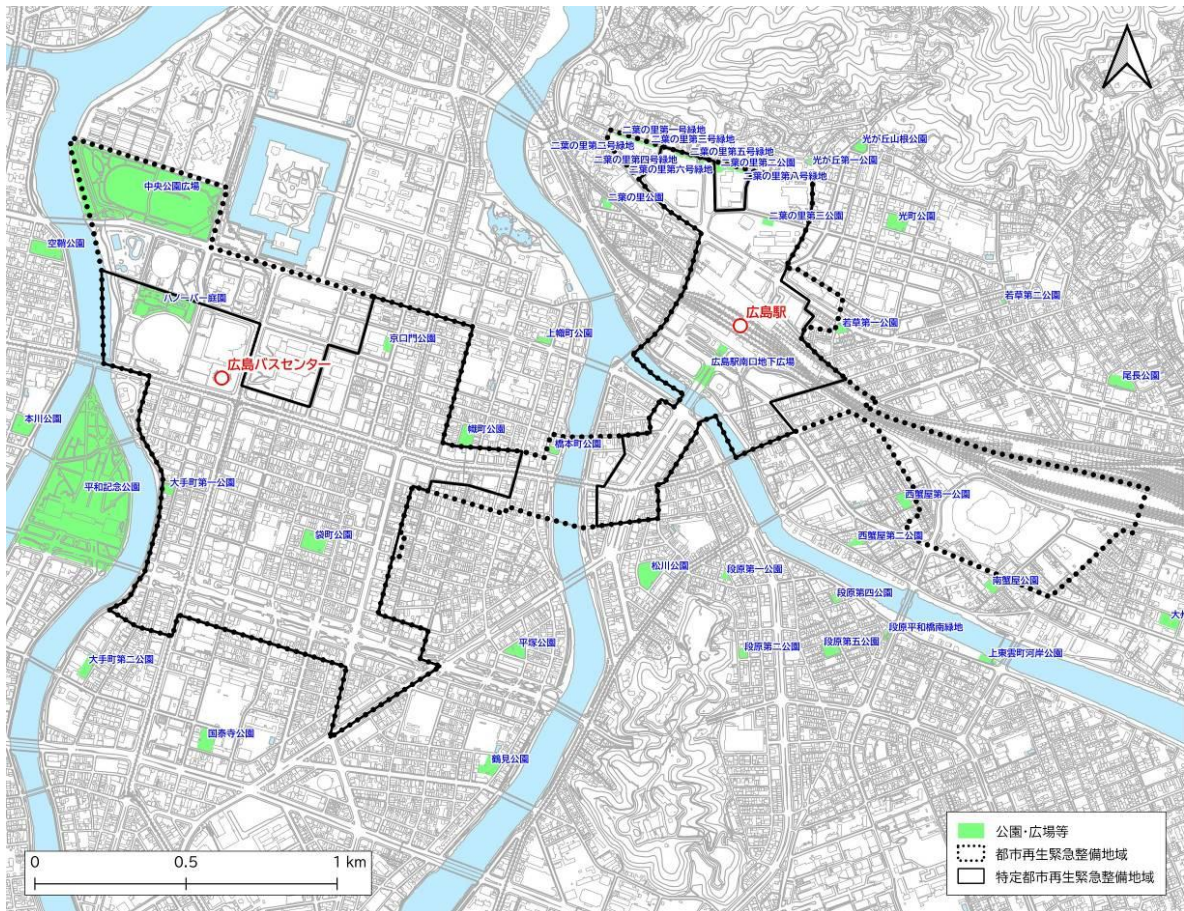 二葉の里第一号緑地
二葉の里第二号緑地
二葉の里第三号緑地
二葉の里第五号緑地
二葉の里第四号緑地
二葉の里第六号緑地
二葉の里第二公園
二葉の里第八号緑地
光が丘山根公園
光が丘第一公園
中央公園広場
二葉の里公園
二葉の里第三公園
光町公園
空鞘公園
ハノーバー庭園
若草第二公園
広島駅
若草第一公園
京口門公園
上幟町公園
広島駅南口地下広場
広島バスセンター
尾長公園
本川公園
幟町公園
橋本町公園
平和記念公園
大手町第一公園
袋町公園
西蟹屋第一公園
西蟹屋第二公園
松川公園
段原第一公園
南蟹屋公園
段原第四公園
段原平和橋南緑地
平塚公園
段原第二公園
段原第五公園
上東雲町河岸公園
大手町第二公園
国泰寺公園
鶴見公園
公園・広場等
都市再生緊急整備地域
特定都市再生緊急整備地域
0 0.5 1 km